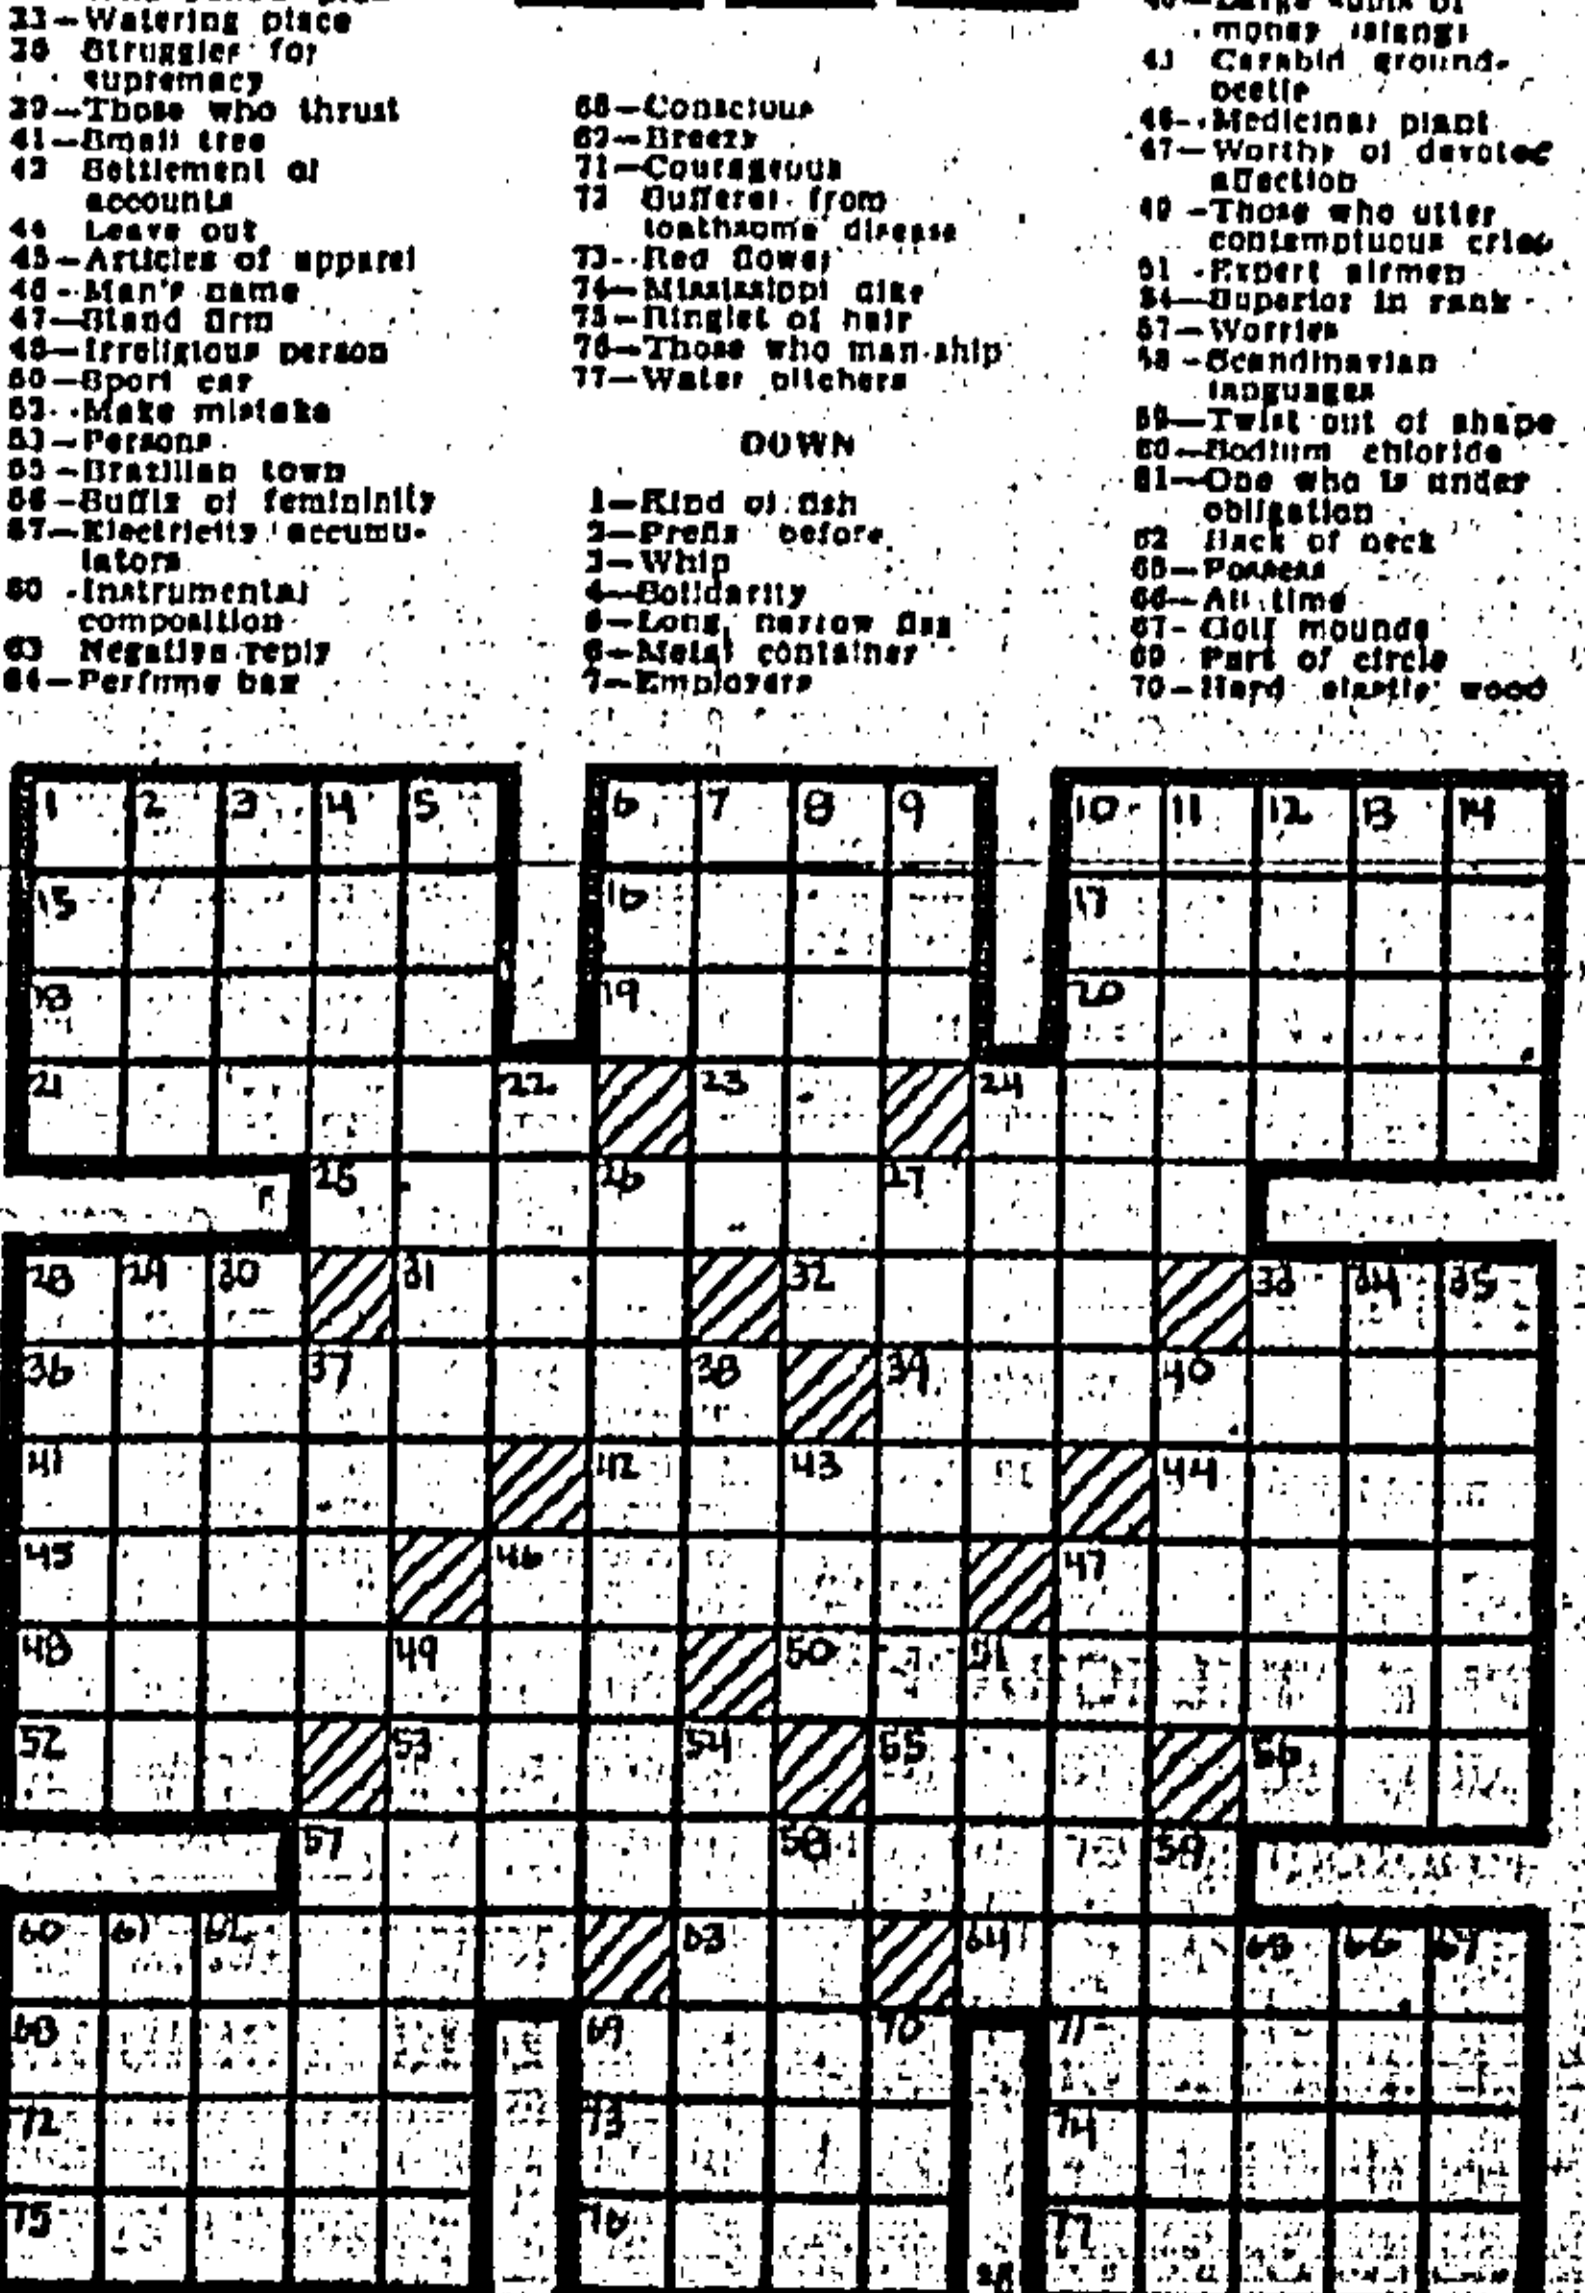 33—Watering place
36 Struggler for
supremacy
39—Those who thrust
41—Small tree
42 Settlement of
accounts
44 Leave out
45—Articles of apparel
46—Man's name
47—Stand firm
48—Irreligious person
50—Sport car
52—Make mistake
53—Persons
55—Brazilian town
56—Suffix of femininity
57—Electricity accumu-
lators
60—Instrumental
composition
63 Negative reply
64—Perfume bag
68—Conscious
69—Breezy
71—Courageous
72 Sufferer from
loathsome disease
73—Red flower
74—Mississippi dike
75—Ringlet of hair
76—Those who man ship
77—Water pitchers
DOWN
1—Kind of fish
2—Prefix before
3—Whip
4—Solidarity
5—Long, narrow flag
6—Metal container
7—Employers
money
43 Carabid ground-
beetle
46—Medicinal plant
47—Worthy of devoted
affection
49—Those who utter
contemptuous cries
51—Expert airmen
54—Superior in rank
57—Worries
58—Scandinavian
languages
59—Twist out of shape
60—Sodium chloride
61—One who is under
obligation
62 Back of neck
65—Possess
66—All time
67—Golf mounds
69 Part of circle
70—Hard elastic wood
1 2 3 4 5 6 7 8 9 10 11 12 13 14
15 16 17
18 19 20
21 22 23 24
25 26 27
28 29 30 31 32 33 34 35
36 37 38 39 40
41 42 43 44
45 46 47
48 49 50 51
52 53 54 55 56
57 58 59
60 61 62 63 64 65 66 67
68 69 70 71
72 73 74
75 76 77